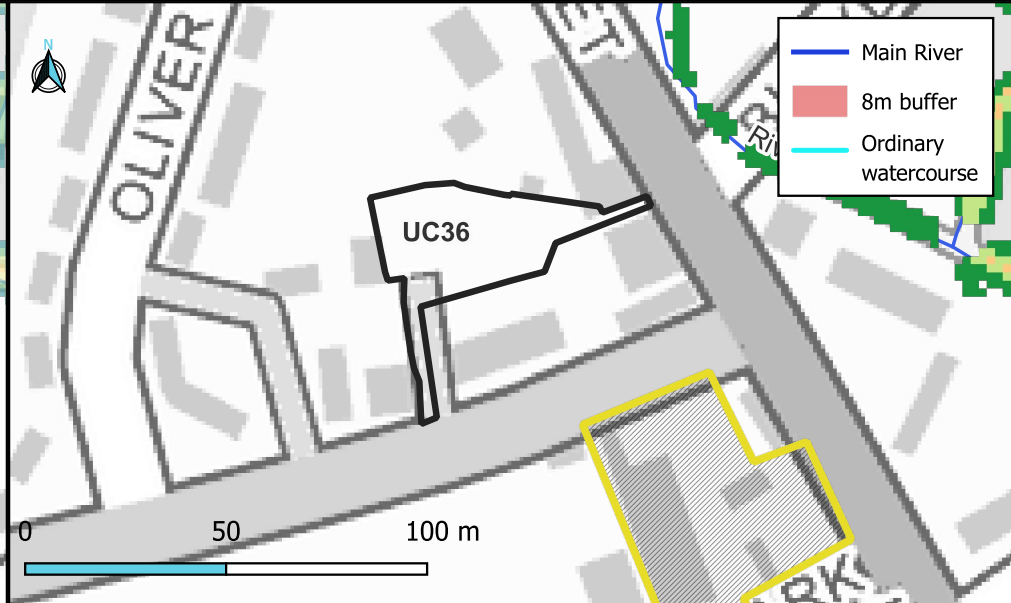 N
OLIVER
ET
Main River
8m buffer
Ordinary
watercourse
UC36
0 50 100 m